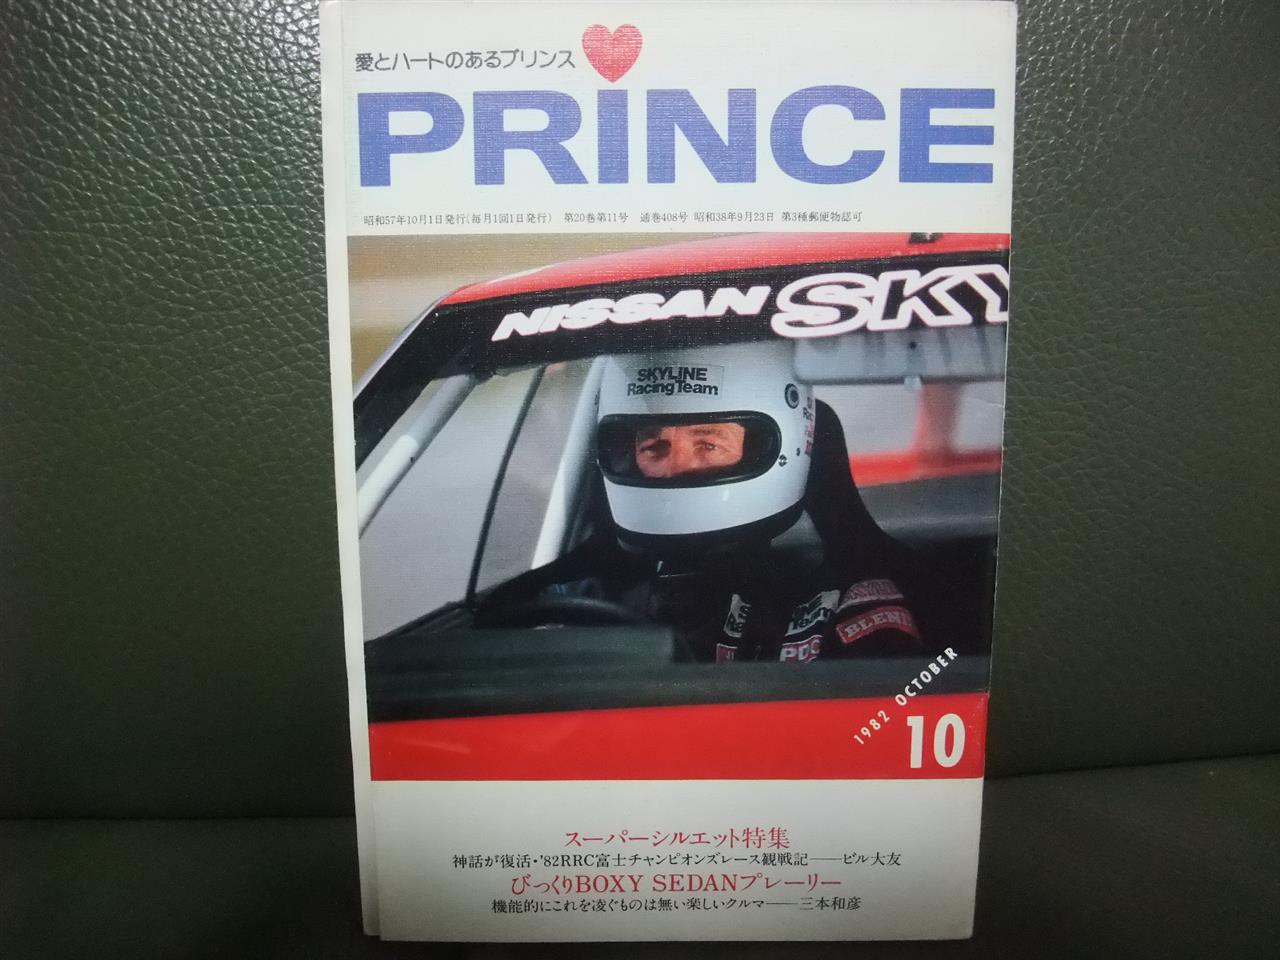 愛とハートのあるプリンス
PRINCE
昭和57年10月1日発行(毎月1回1日発行) 第20巻第11号 通巻408号 昭和38年9月23日 第3種郵便物認可
NISSAN SKY
SKYLINE
Racing Team
BLEND
1982 OCTOBER
10
スーパーシルエット特集
神話が復活・'82RRC富士チャンピオンズレース観戦記――ビル大友
びっくりBOXY SEDANプレーリー
機能的にこれを凌ぐものは無い楽しいクルマ――三本和彦